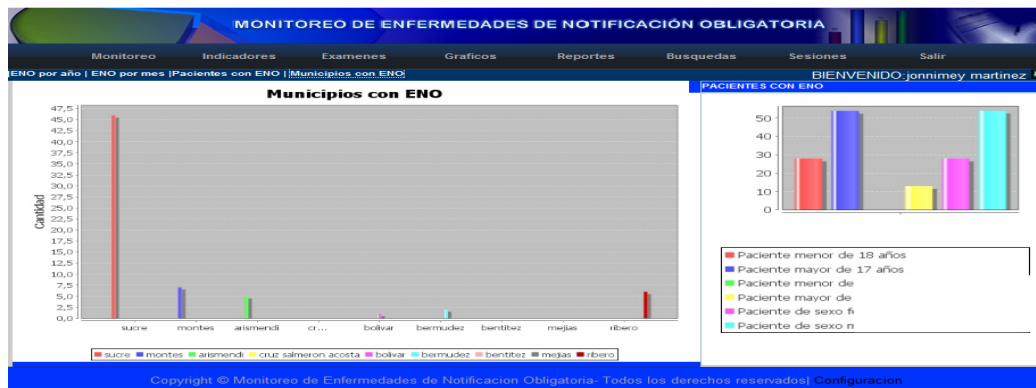 MONITOREO DE ENFERMEDADES DE NOTIFICACIÓN OBLIGATORIA
Monitoreo Indicadores Examenes Graficos Reportes Busquedas Sesiones Salir
|ENO por año | ENO por mes |Pacientes con ENO | Municipios con ENO
BIENVENIDO:jonnimey martinez
Municipios con ENO
Cantidad
47,5
45,0
42,5
40,0
37,5
35,0
32,5
30,0
27,5
25,0
22,5
20,0
17,5
15,0
12,5
10,0
7,5
5,0
2,5
0,0
sucre montes arismendi cr... bolivar bermudez bentitez mejias ribero
sucre montes arismendi cruz salmeron acosta bolivar bermudez bentitez mejias ribero
PACIENTES CON ENO
50
40
30
20
10
0
Paciente menor de 18 años
Paciente mayor de 17 años
Paciente menor de
Paciente mayor de
Paciente de sexo f
Paciente de sexo
Copyright © Monitoreo de Enfermedades de Notificacion Obligatoria- Todos los derechos reservados| Configuracion